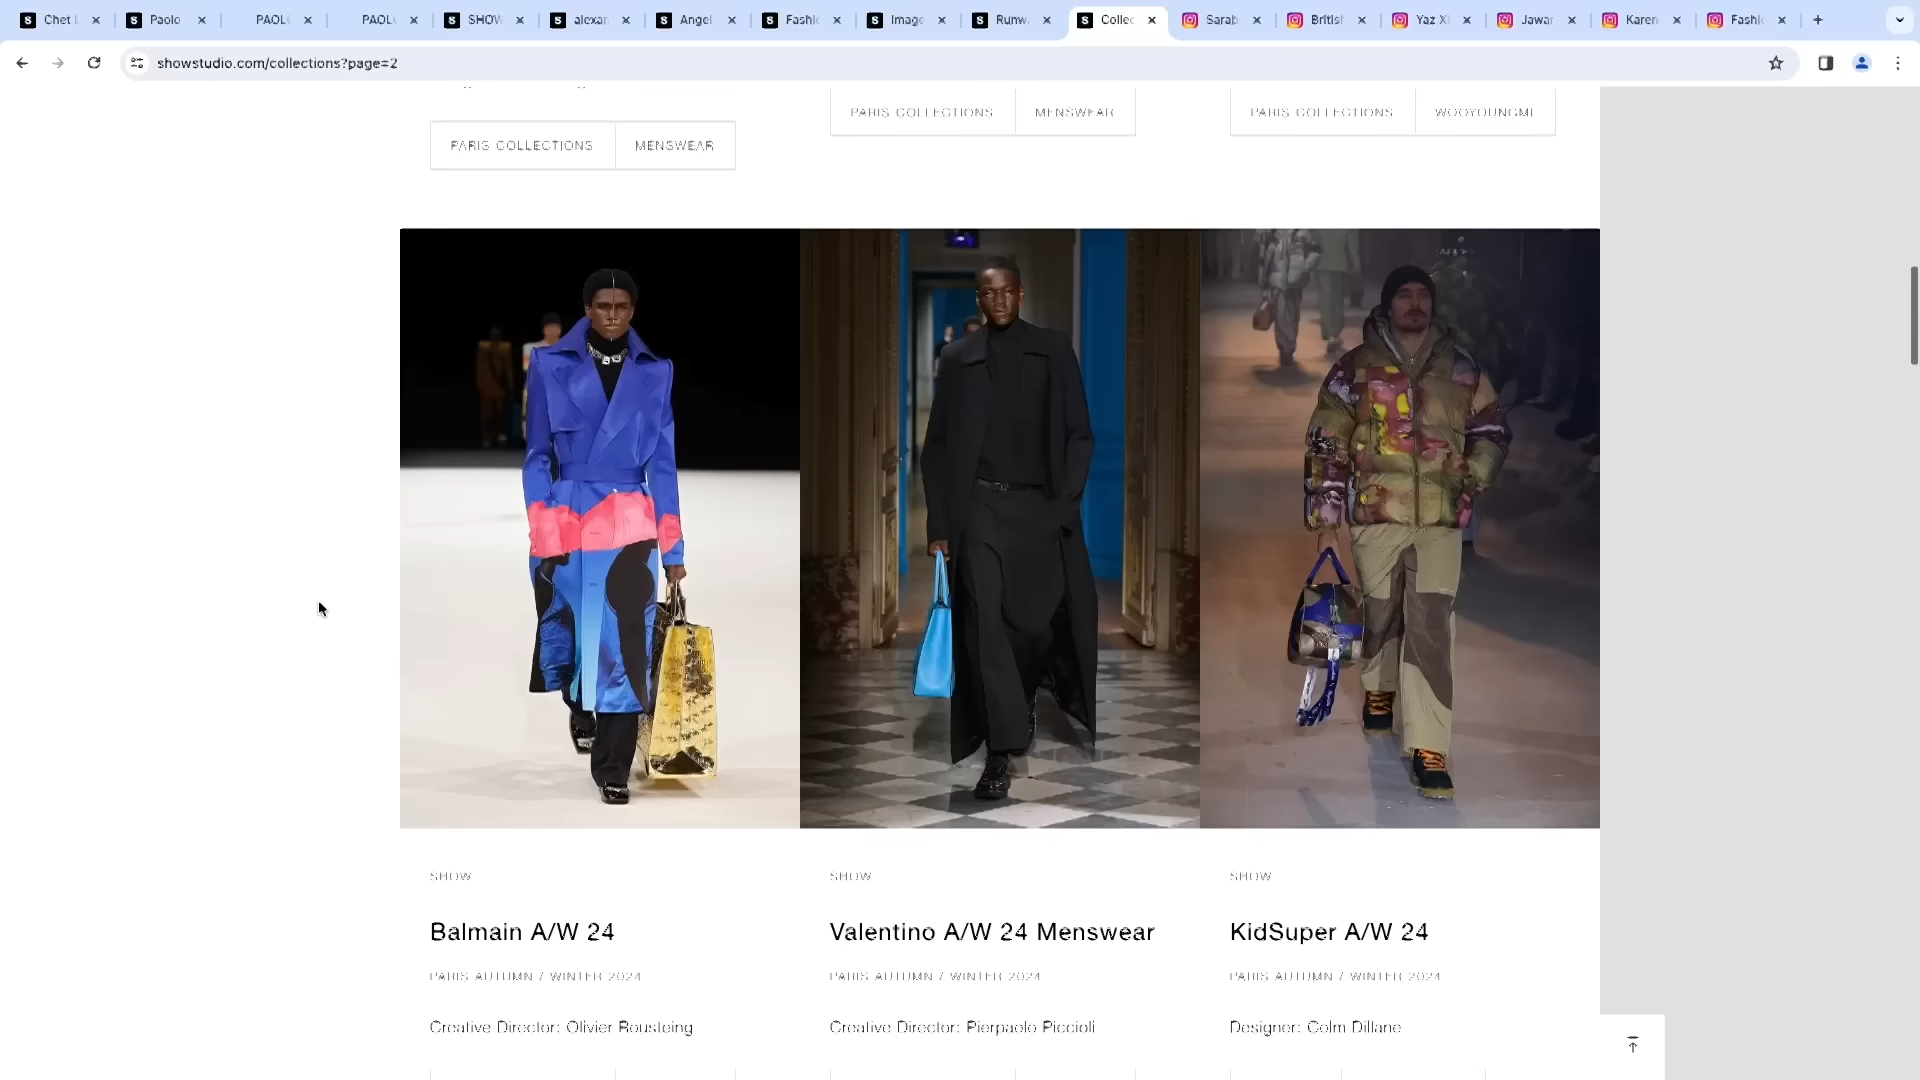 Chet L
Paolo
PAOL
PAOL
SHOW
alexan
Angel
Fashi
Image
Runw
Collec
Sarab
Britis
Yaz X
Jawa
Karen
Fashi
showstudio.com/collections?page=2
PARIS COLLECTIONS MENSWEAR
PARIS COLLECTIONS WOOYOUNGMI
PARIS COLLECTIONS MENSWEAR
SHOW
SHOW
SHOW
Balmain A/W 24
Valentino A/W 24 Menswear
KidSuper A/W 24
PARIS AUTUMN / WINTER 2024
PARIS AUTUMN / WINTER 2024
PARIS AUTUMN / WINTER 2024
Creative Director: Olivier Rousteing
Creative Director: Pierpaolo Piccioli
Designer: Colm Dillane